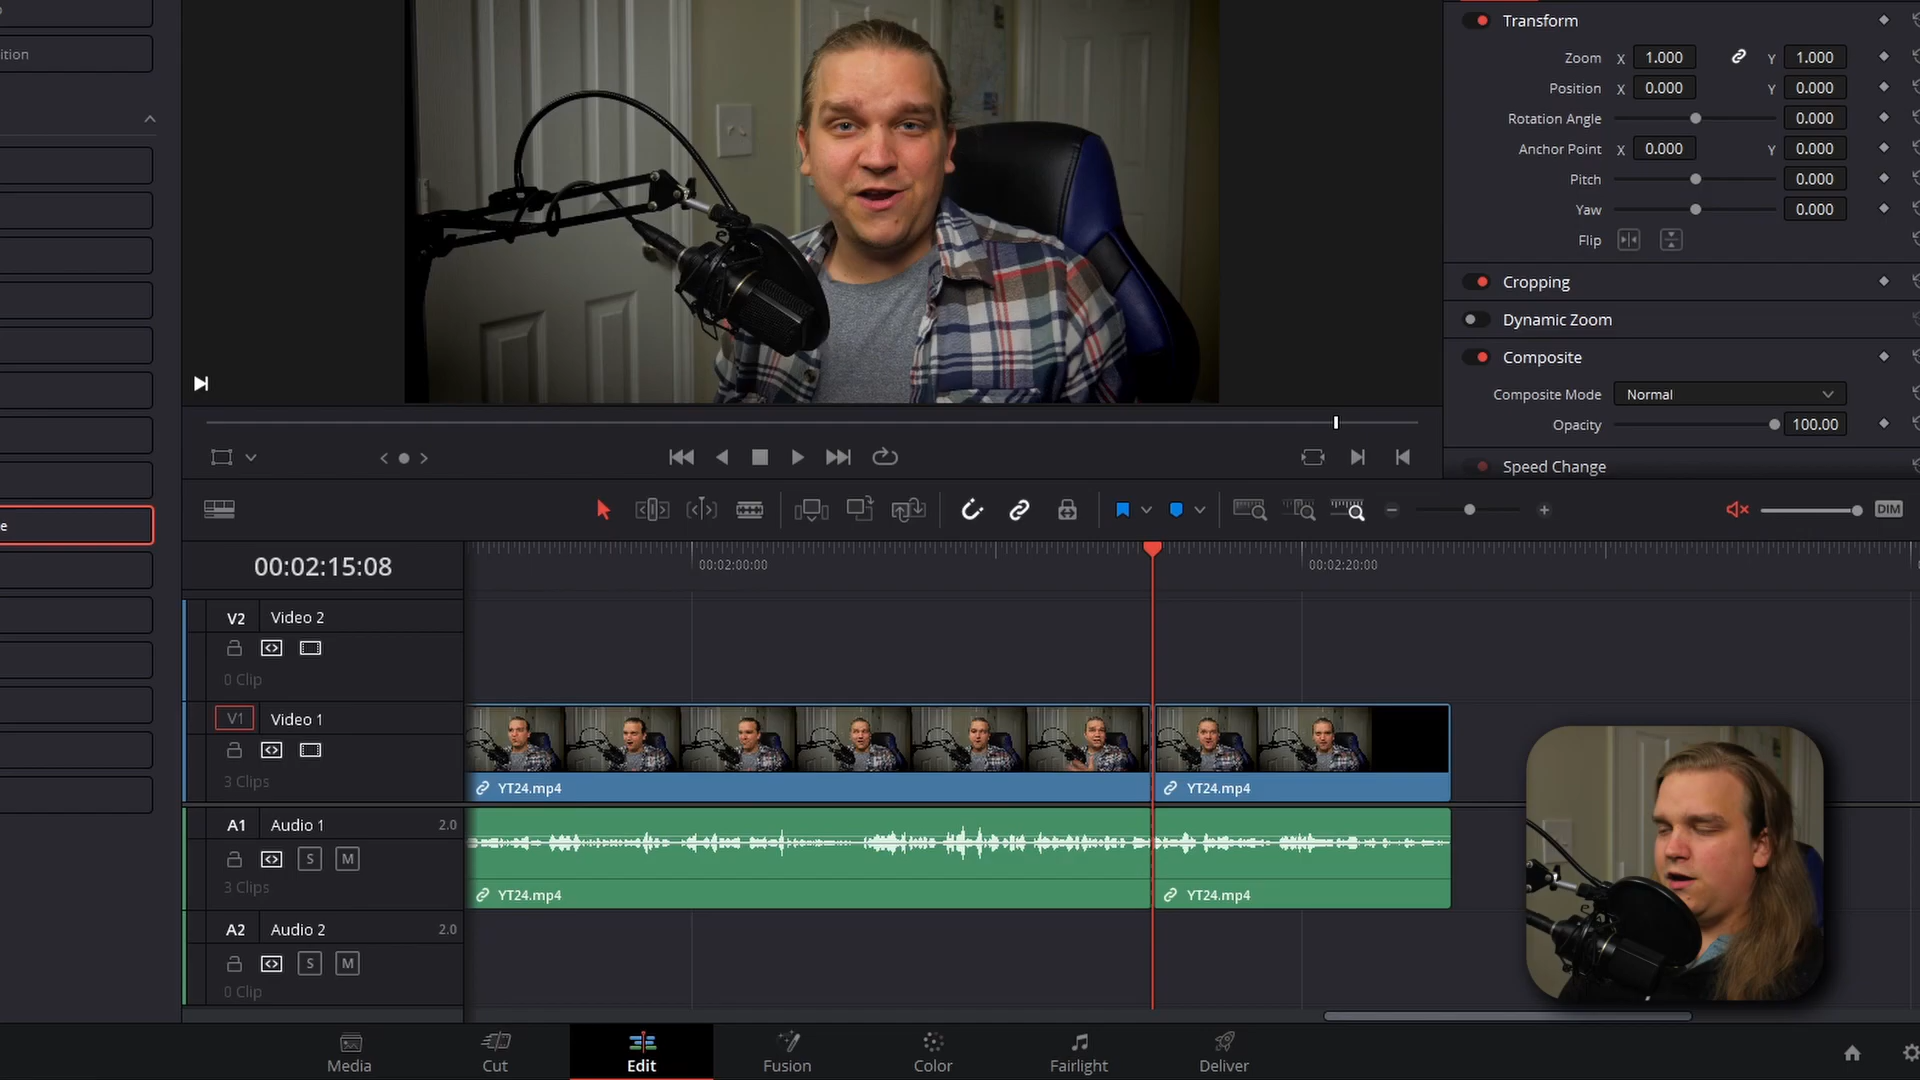 ition
e
Transform
Zoom X 1.000 Y 1.000
Position X 0.000 Y 0.000
Rotation Angle 0.000
Anchor Point X 0.000 Y 0.000
Pitch 0.000
Yaw 0.000
Flip
Cropping
Dynamic Zoom
Composite
Composite Mode Normal
Opacity 100.00
Speed Change
DIM
00:02:15:08
00:02:00:00
00:02:20:00
V2 Video 2
0 Clip
V1 Video 1
3 Clips
YT24.mp4
YT24.mp4
A1 Audio 1 2.0
S M
3 Clips
YT24.mp4
YT24.mp4
A2 Audio 2 2.0
S M
0 Clip
Media
Cut
Edit
Fusion
Color
Fairlight
Deliver